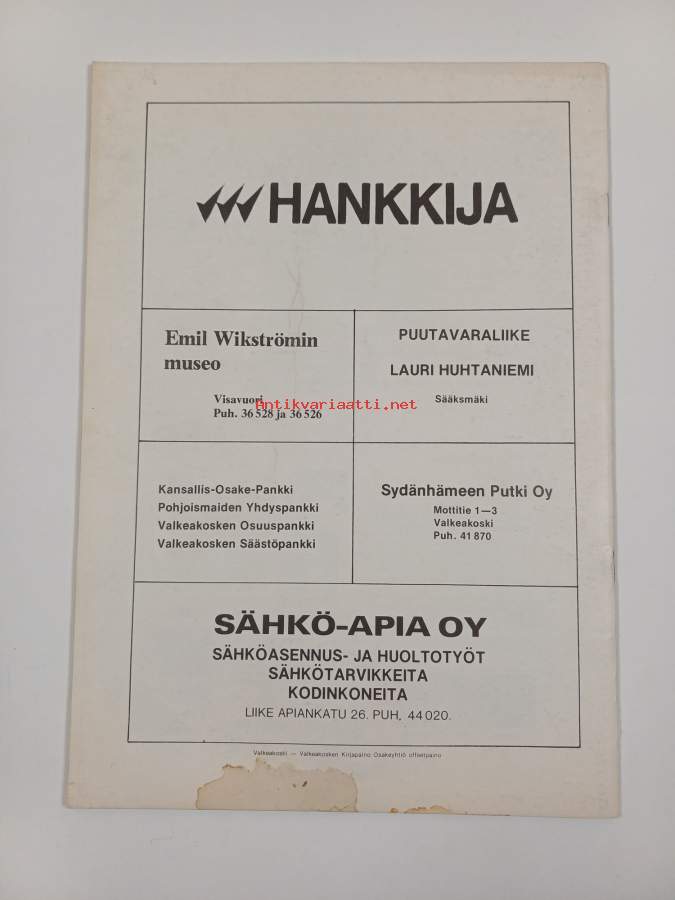 HANKKIJA
Emil Wikströmin
museo
Visavuori
Puh. 36 528 ja 36 526
Antikvariaatti.net
PUUTAVARALIIKE
LAURI HUHTANIEMI
Sääksmäki
Kansallis-Osake-Pankki
Pohjoismaiden Yhdyspankki
Valkeakosken Osuuspankki
Valkeakosken Säästöpankki
Sydänhämeen Putki Oy
Mottitie 1—3
Valkeakoski
Puh. 41 870
SÄHKÖ-APIA OY
SÄHKÖASENNUS- JA HUOLTOTYÖT
SÄHKÖTARVIKKEITA
KODINKONEITA
LIIKE APIANKATU 26. PUH. 44 020.
Valkeakoski — Valkeakosken Kirjapaino Osakeyhtiö offsetpaino